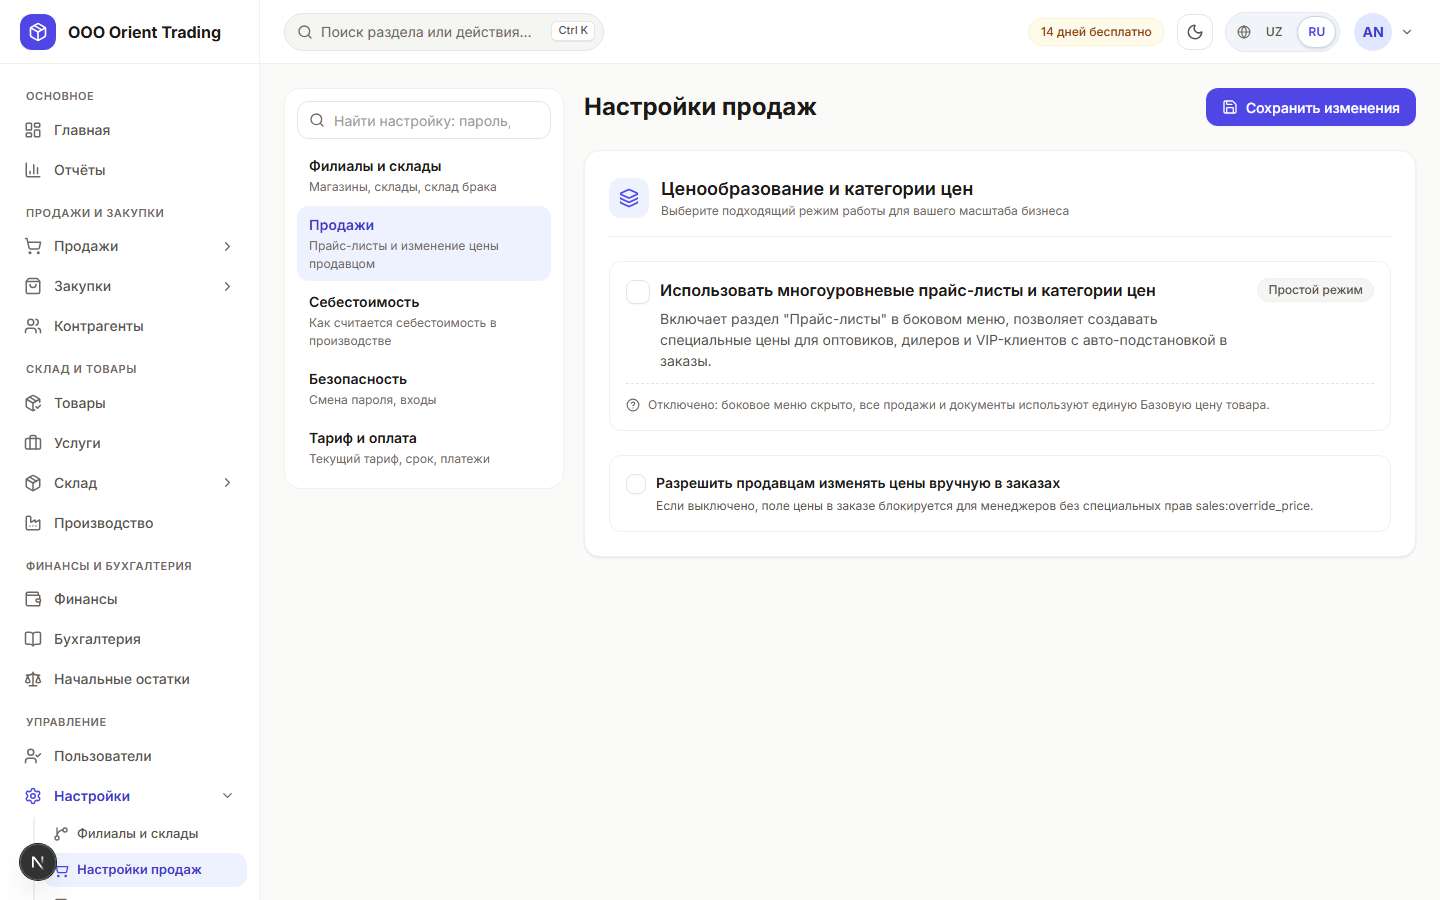 OOO Orient Trading
Поиск раздела или действия...
Ctrl K
14 дней бесплатно
UZ
RU
AN
ОСНОВНОЕ
Главная
Отчёты
ПРОДАЖИ И ЗАКУПКИ
Продажи
Закупки
Контрагенты
СКЛАД И ТОВАРЫ
Товары
Услуги
Склад
Производство
ФИНАНСЫ И БУХГАЛТЕРИЯ
Финансы
Бухгалтерия
Начальные остатки
УПРАВЛЕНИЕ
Пользователи
Настройки
Филиалы и склады
N
Настройки продаж
Найти настройку: пароль,
Филиалы и склады
Магазины, склады, склад брака
Продажи
Прайс-листы и изменение цены
продавцом
Себестоимость
Как считается себестоимость в
производстве
Безопасность
Смена пароля, входы
Тариф и оплата
Текущий тариф, срок, платежи
Настройки продаж
Сохранить изменения
Ценообразование и категории цен
Выберите подходящий режим работы для вашего масштаба бизнеса
Использовать многоуровневые прайс-листы и категории цен
Простой режим
Включает раздел "Прайс-листы" в боковом меню, позволяет создавать
специальные цены для оптовиков, дилеров и VIP-клиентов с авто-подстановкой в
заказы.
Отключено: боковое меню скрыто, все продажи и документы используют единую Базовую цену товара.
Разрешить продавцам изменять цены вручную в заказах
Если выключено, поле цены в заказе блокируется для менеджеров без специальных прав sales:override_price.